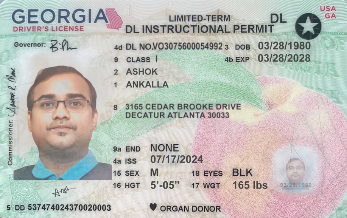 GEORGIA
DRIVER'S LICENSE
LIMITED-TERM
DL INSTRUCTIONAL PERMIT
DL
USA
GA
Governor:
4d DL NO.VO3075600054992 3 DOB 03/28/1980
9 CLASS I 4b EXP 03/28/2028
2 ASHOK
1 ANKALLA
8 3165 CEDAR BROOKE DRIVE
DECATUR ATLANTA 30033
Commissioner:
9a END NONE
4a ISS 07/17/2024
15 SEX M 18 EYES BLK
16 HGT 5'-05" 17 WGT 165 lbs
5 DD 537474024370020003
ORGAN DONOR